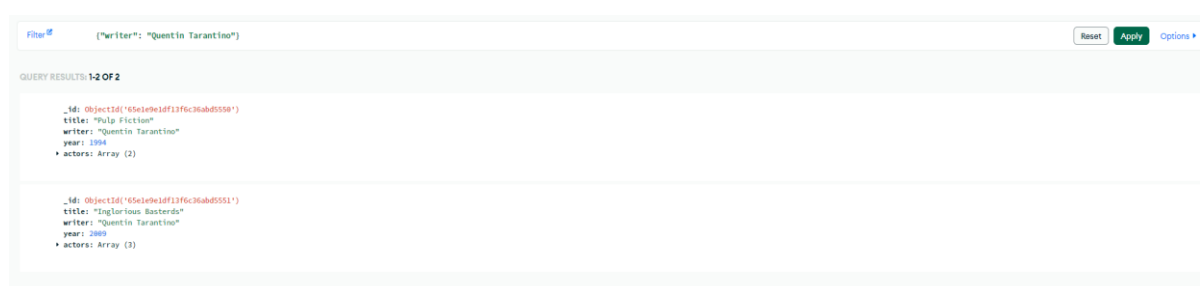 Filter {"writer": "Quentin Tarantino"} Reset Apply Options
QUERY RESULTS: 1-2 OF 2
_id: ObjectId('65e1e9e1df13f6c36abd5550')
title: "Pulp Fiction"
writer: "Quentin Tarantino"
year: 1994
actors: Array (2)
_id: ObjectId('65e1e9e1df13f6c36abd5551')
title: "Inglorious Basterds"
writer: "Quentin Tarantino"
year: 2009
actors: Array (3)